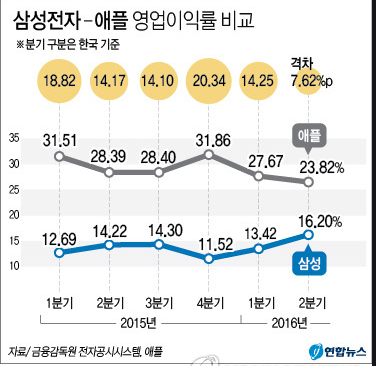 삼성전자-애플 영업이익률 비교
※분기 구분은 한국 기준
격차
18.82 14.17 14.10 20.34 14.25 7.62%p
35
30
25
20
15
10
애플
31.51 28.39 28.40 31.86 27.67 23.82%
12.69 14.22 14.30 11.52 13.42 16.20%
삼성
1분기 2분기 3분기 4분기 1분기 2분기
2015년 2016년
자료/금융감독원 전자공시시스템, 애플
연합뉴스